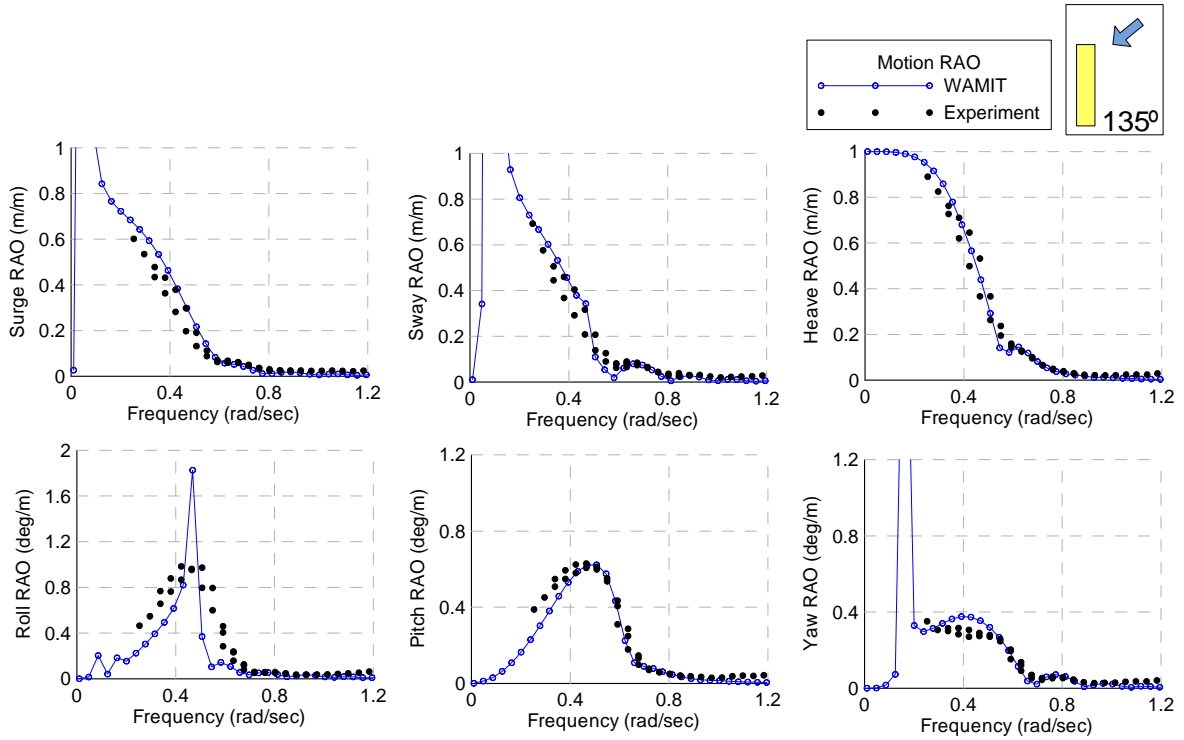 Motion RAO
WAMIT
Experiment
135º
Surge RAO (m/m)
1
0.8
0.6
0.4
0.2
0
0 0.4 0.8 1.2
Frequency (rad/sec)
Sway RAO (m/m)
1
0.8
0.6
0.4
0.2
0
0 0.4 0.8 1.2
Frequency (rad/sec)
Heave RAO (m/m)
1
0.8
0.6
0.4
0.2
0
0 0.4 0.8 1.2
Frequency (rad/sec)
Roll RAO (deg/m)
2
1.6
1.2
0.8
0.4
0
0 0.4 0.8 1.2
Frequency (rad/sec)
Pitch RAO (deg/m)
1.2
0.8
0.4
0
0 0.4 0.8 1.2
Frequency (rad/sec)
Yaw RAO (deg/m)
1.2
0.8
0.4
0
0 0.4 0.8 1.2
Frequency (rad/sec)